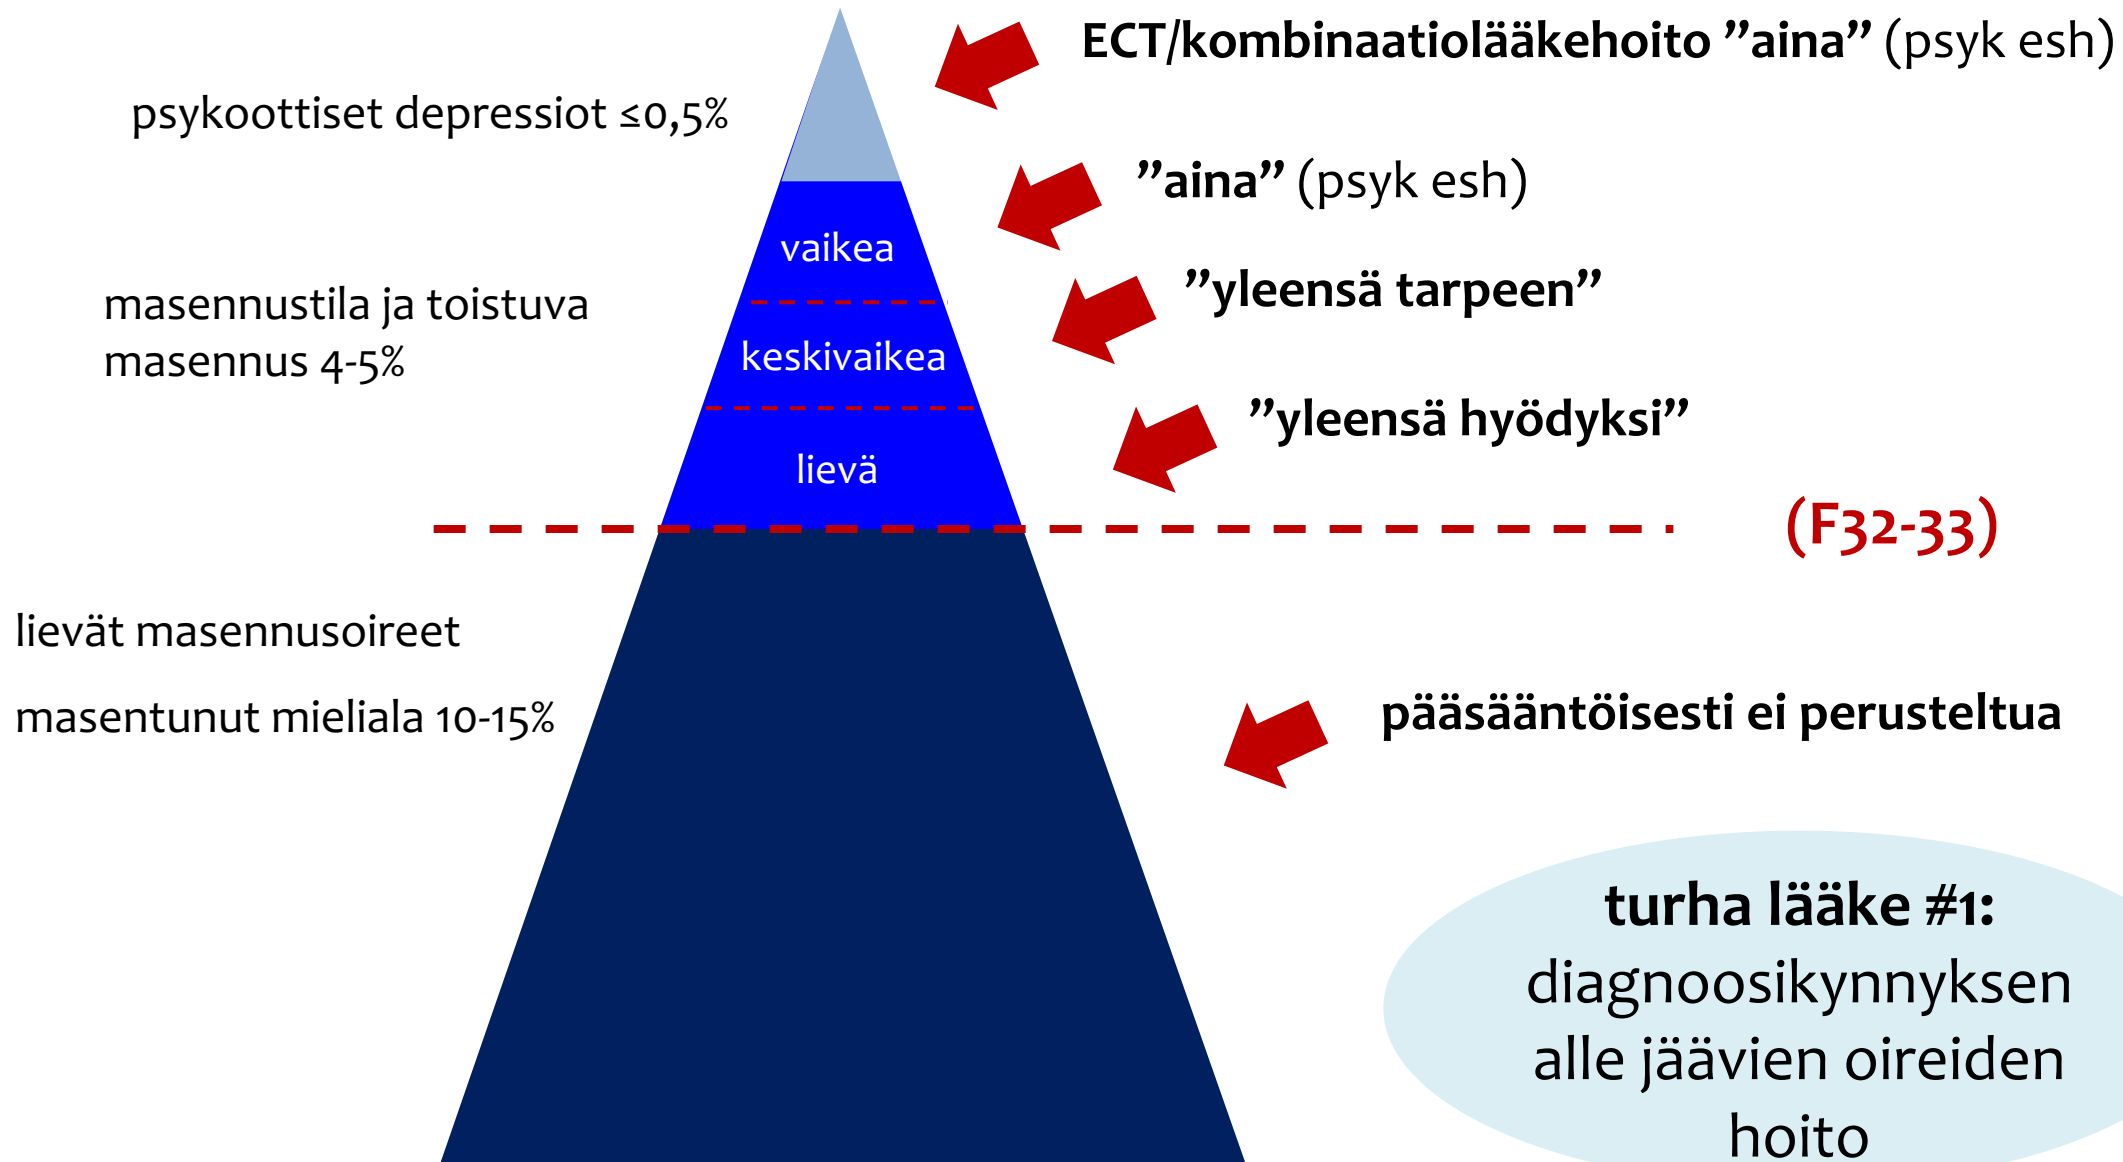 ECT/kombinaatiolääkehoito ”aina” (psyk esh)
psykoottiset depressiot ≤0,5%
”aina” (psyk esh)
vaikea
”yleensä tarpeen”
masennustila ja toistuva
masennus 4-5%
keskivaikea
”yleensä hyödyksi”
lievä
(F32-33)
lievät masennusoireet
masentunut mieliala 10-15%
pääsääntöisesti ei perusteltua
turha lääke #1:
diagnoosikynnyksen
alle jäävien oireiden
hoito